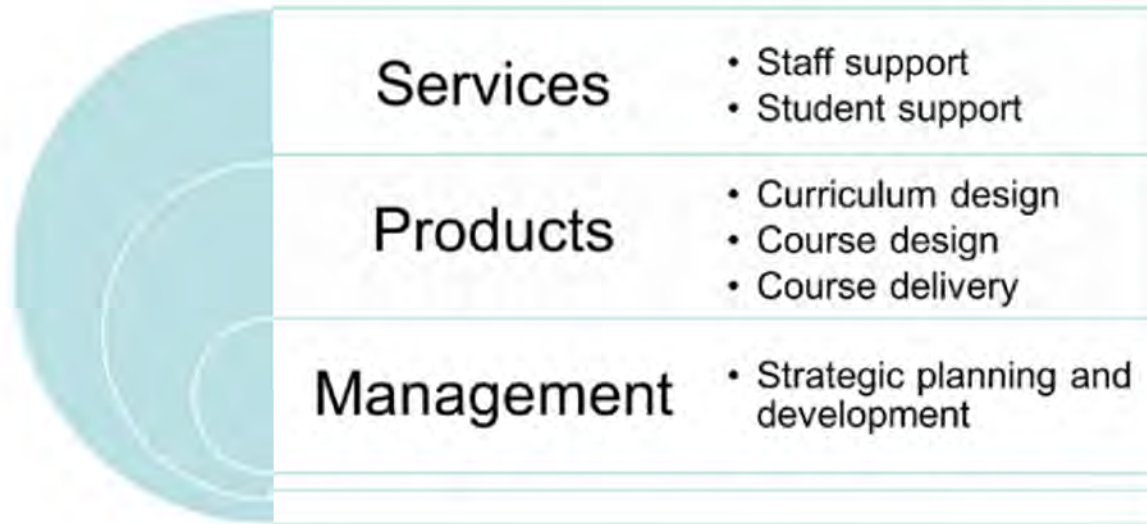 Services
• Staff support
• Student support
Products
• Curriculum design
• Course design
• Course delivery
Management
• Strategic planning and
development